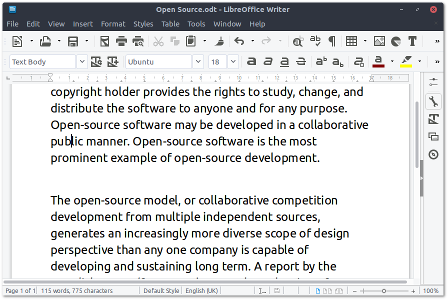 Open Source.odt - LibreOffice Writer
File Edit View Insert Format Styles Table Tools Window Help
Text Body Ubuntu 18
copyright holder provides the rights to study, change, and
distribute the software to anyone and for any purpose.
Open-source software may be developed in a collaborative
public manner. Open-source software is the most
prominent example of open-source development.
The open-source model, or collaborative competition
development from multiple independent sources,
generates an increasingly more diverse scope of design
perspective than any one company is capable of
developing and sustaining long term. A report by the
Page 1 of 1 115 words, 775 characters Default Style English (UK) 100%